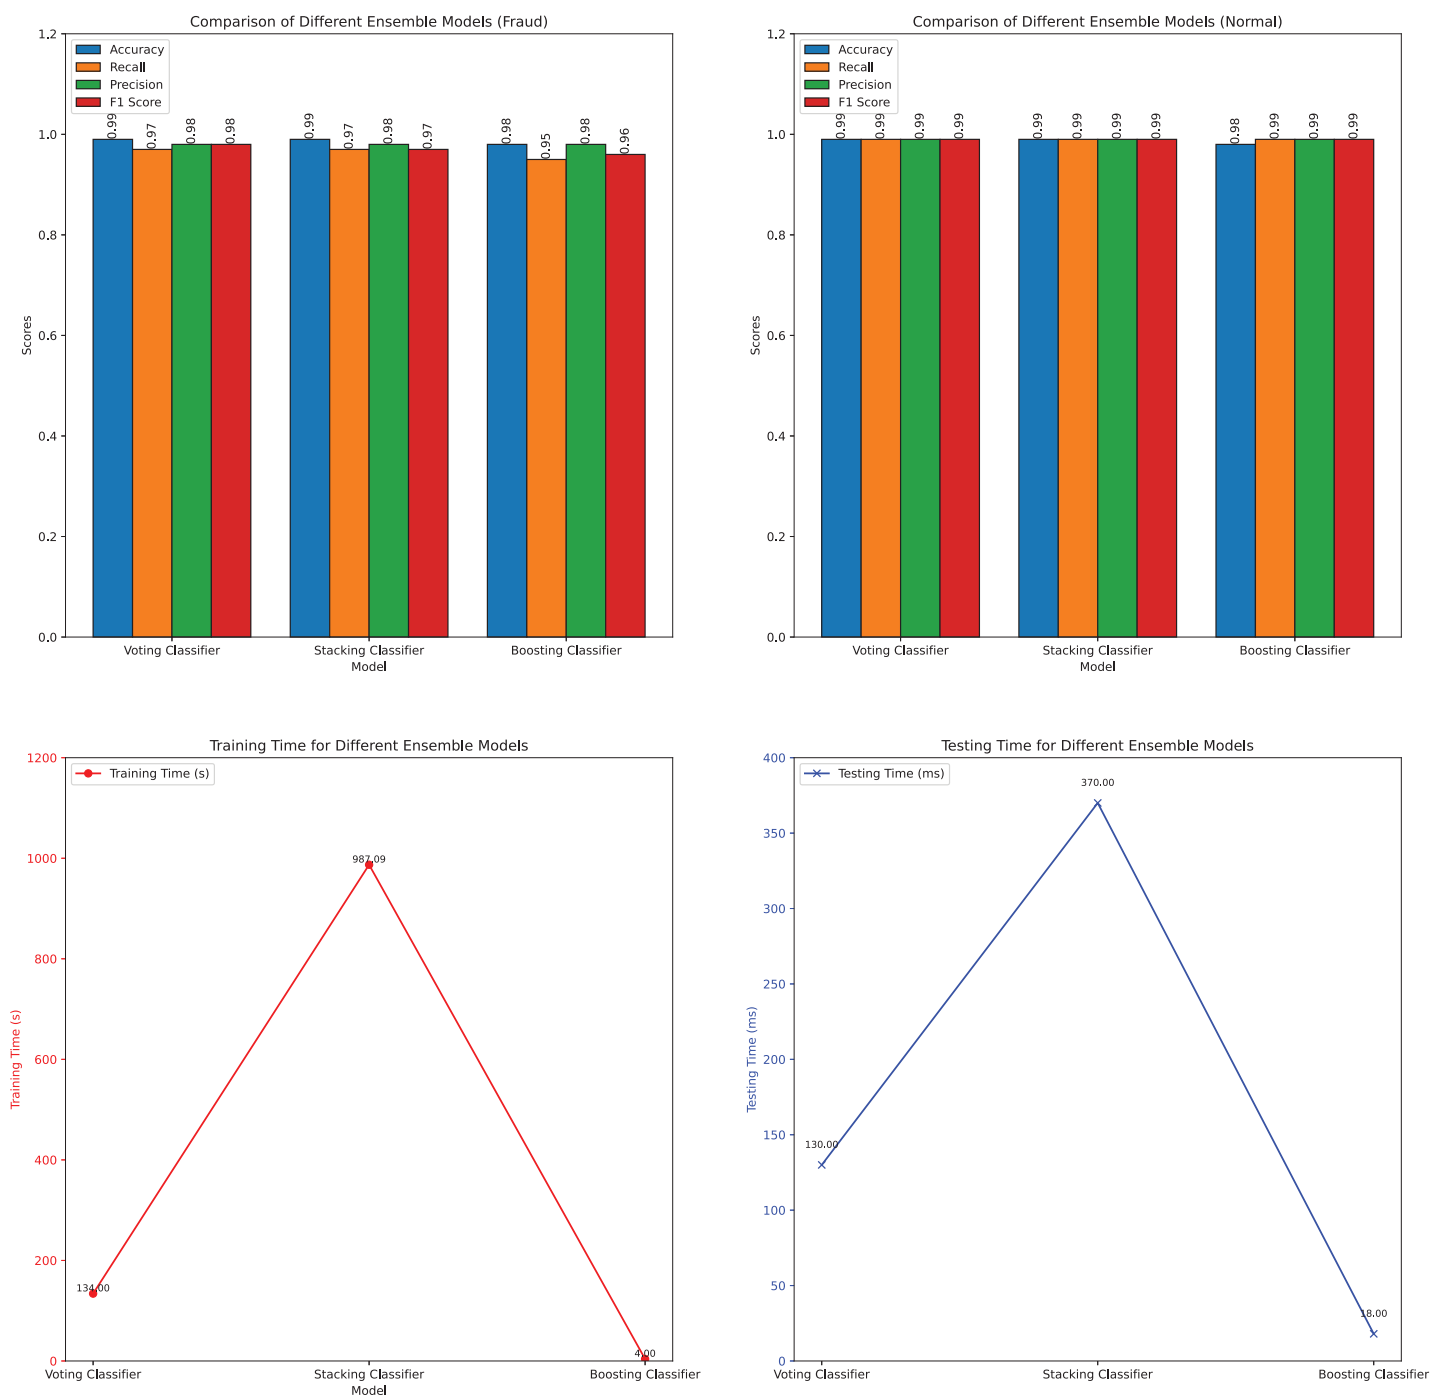 Comparison of Different Ensemble Models (Fraud)
1.2
1.0
0.8
0.6
0.4
0.2
0.0
Scores
Accuracy
Recall
Precision
F1 Score
0.99
0.97
0.98
0.98
0.99
0.97
0.98
0.97
0.98
0.95
0.98
0.96
Voting Classifier
Stacking Classifier
Boosting Classifier
Model
Comparison of Different Ensemble Models (Normal)
1.2
1.0
0.8
0.6
0.4
0.2
0.0
Scores
Accuracy
Recall
Precision
F1 Score
0.99
0.99
0.99
0.99
0.99
0.99
0.99
0.99
0.98
0.99
0.99
0.99
Voting Classifier
Stacking Classifier
Boosting Classifier
Model
Training Time for Different Ensemble Models
1200
1000
800
600
400
200
0
Training Time (s)
Training Time (s)
134.00
987.09
4.00
Voting Classifier
Stacking Classifier
Boosting Classifier
Model
Testing Time for Different Ensemble Models
400
350
300
250
200
150
100
50
0
Testing Time (ms)
Testing Time (ms)
130.00
370.00
18.00
Voting Classifier
Stacking Classifier
Boosting Classifier